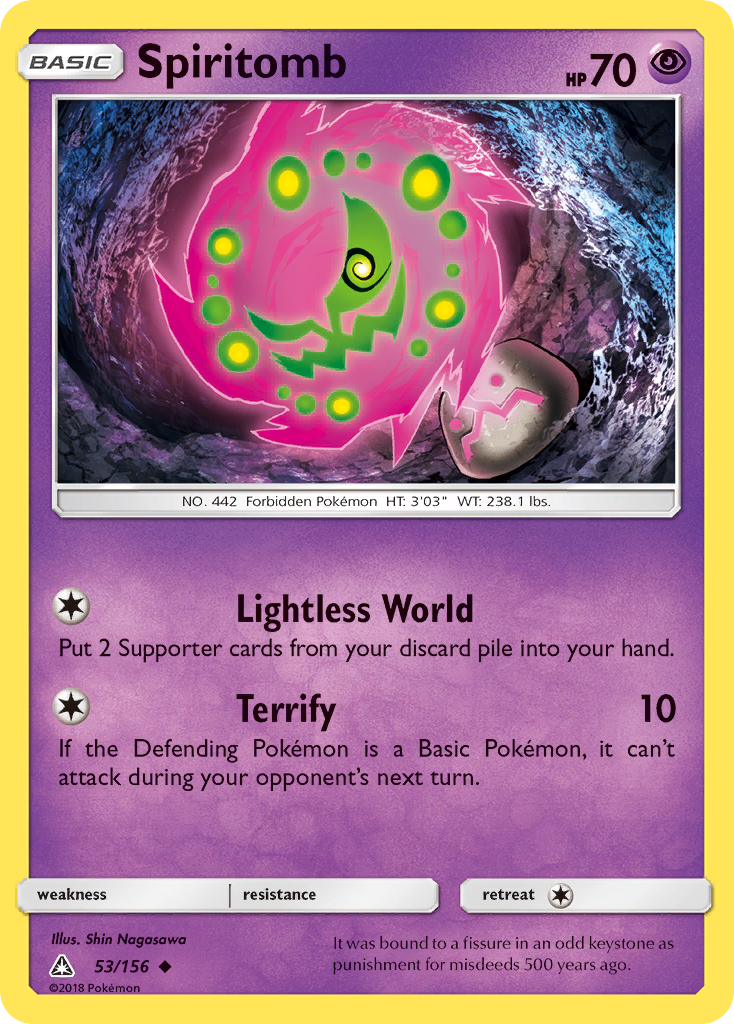 BASIC Spiritomb HP 70
NO. 442 Forbidden Pokémon HT: 3'03" WT: 238.1 lbs.
Lightless World
Put 2 Supporter cards from your discard pile into your hand.
Terrify 10
If the Defending Pokémon is a Basic Pokémon, it can't
attack during your opponent's next turn.
weakness resistance retreat
Illus. Shin Nagasawa
53/156
©2018 Pokémon
It was bound to a fissure in an odd keystone as
punishment for misdeeds 500 years ago.